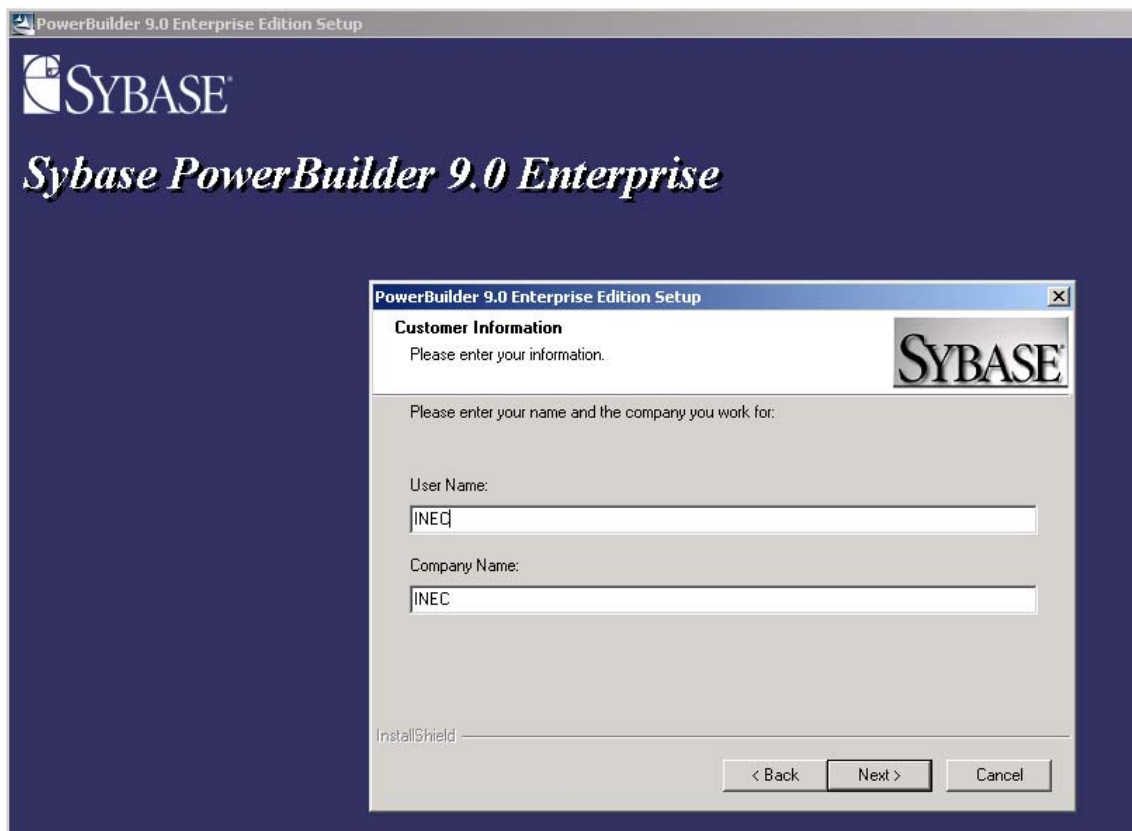 PowerBuilder 9.0 Enterprise Edition Setup
SYBASE®
Sybase PowerBuilder 9.0 Enterprise
PowerBuilder 9.0 Enterprise Edition Setup
Customer Information
Please enter your information.
SYBASE
Please enter your name and the company you work for:
User Name:
INEC
Company Name:
INEC
InstallShield
< Back Next > Cancel